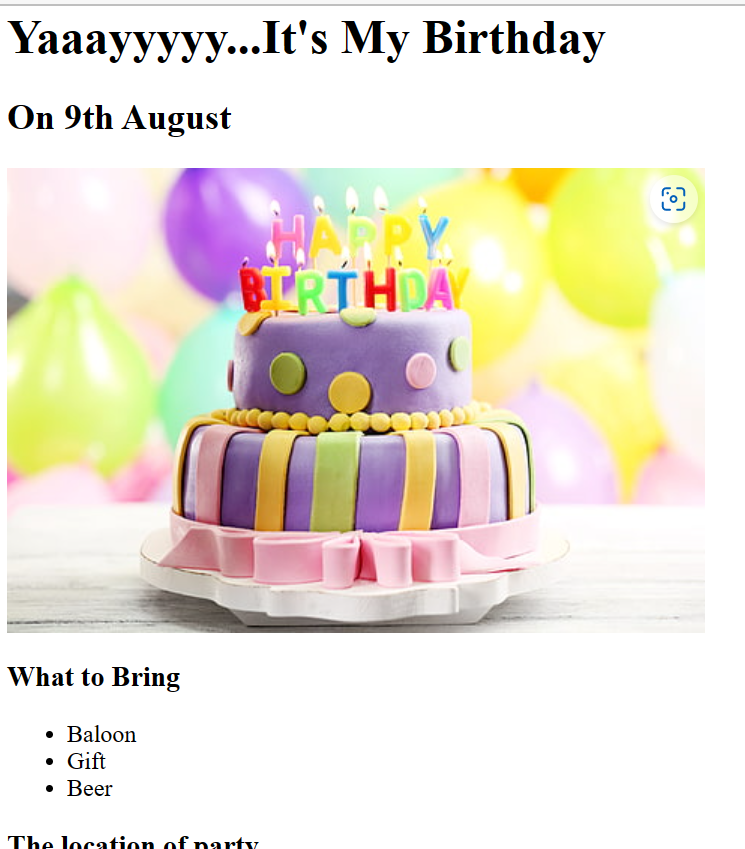 Yaaayyyyy...It's My Birthday
On 9th August
HAPPY
BIRTHDAY
What to Bring
Baloon
Gift
Beer
The location of party